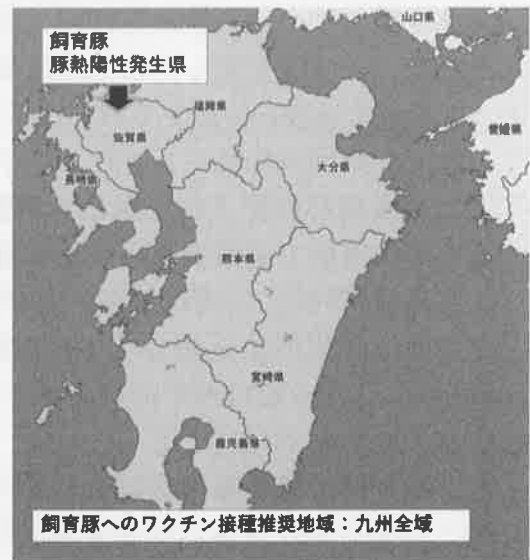 飼育豚
豚熱陽性発生県
山口県
福岡県
佐賀県
愛媛県
大分県
長崎県
熊本県
宮崎県
鹿児島県
飼育豚へのワクチン接種推奨地域：九州全域